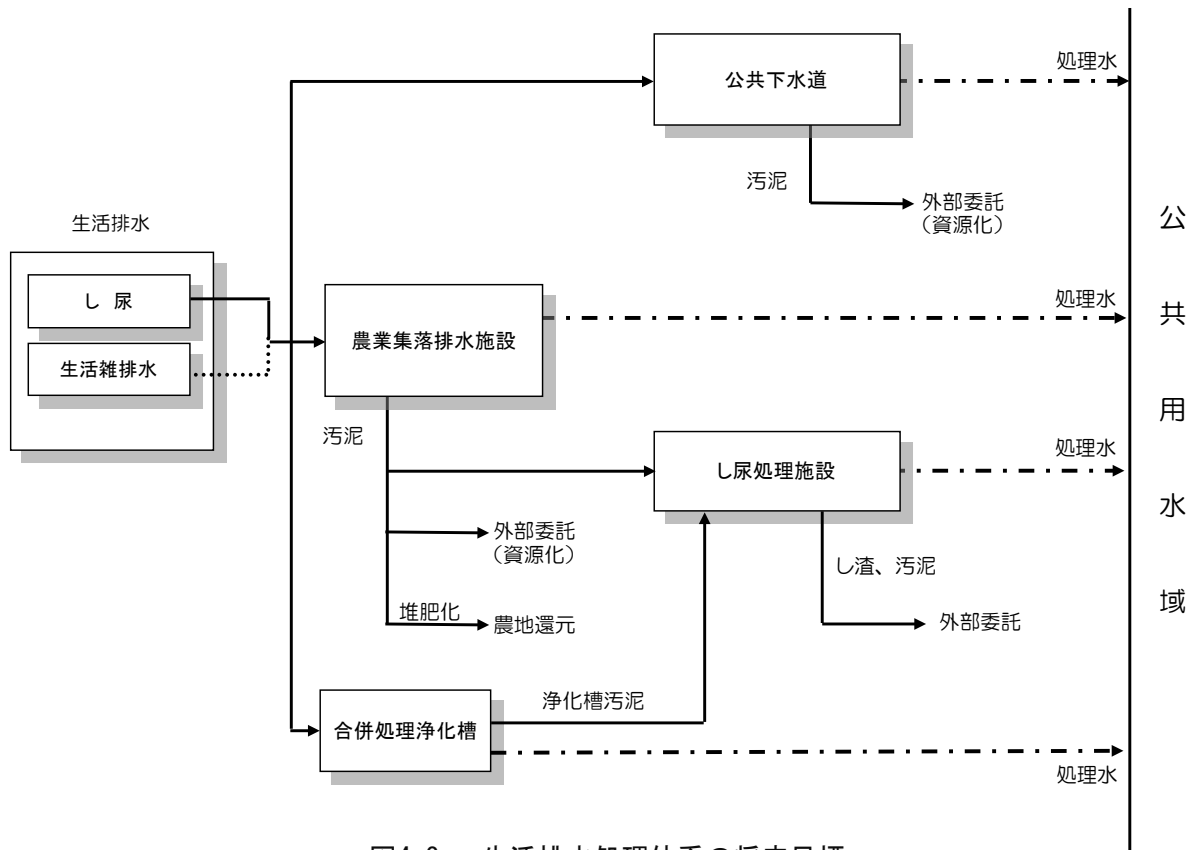 処理水
公共下水道
汚泥
外部委託
（資源化）
生活排水
し 尿
生活雑排水
農業集落排水施設
処理水
汚泥
し尿処理施設
処理水
外部委託
（資源化）
し渣、汚泥
堆肥化
農地還元
外部委託
浄化槽汚泥
合併処理浄化槽
処理水
公共用水域